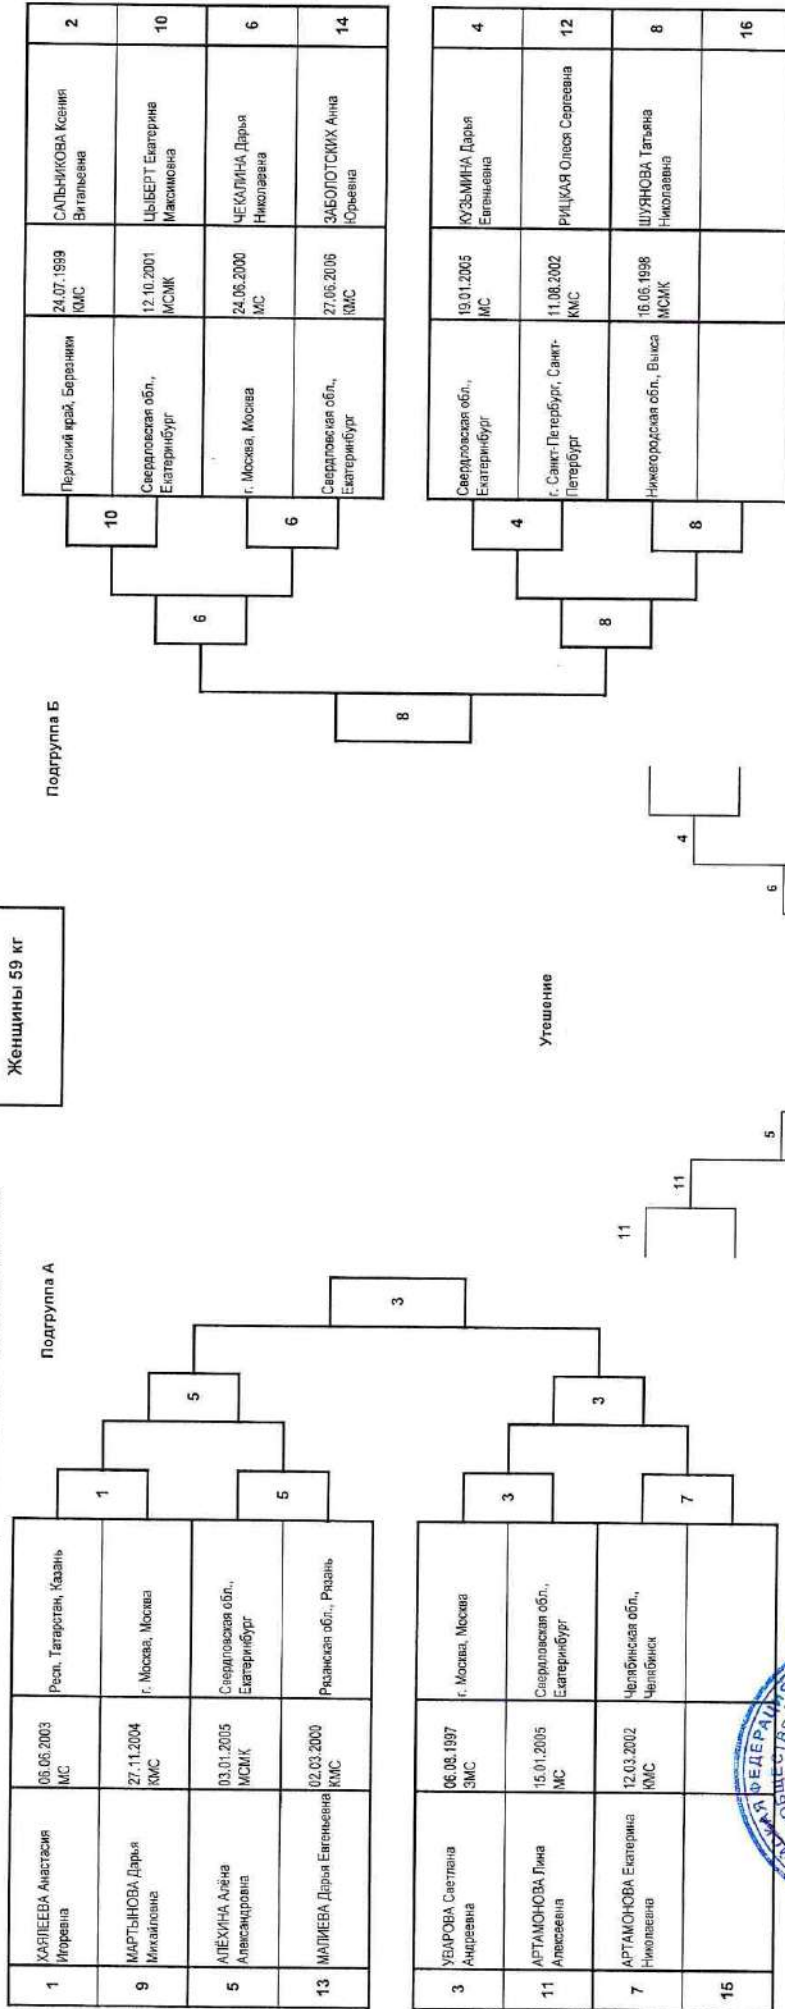 Женщины 59 кг
Подгруппа А
Подгруппа Б
1
ХАЯЛЕЕВА Анастасия
Игоревна
06.06.2003
МС
Респ. Татарстан, Казань
9
МАРТЫНОВА Дарья
Михайловна
27.11.2004
КМС
г. Москва, Москва
5
АЛЁХИНА Алёна
Александровна
03.01.2005
МСМК
Свердловская обл.,
Екатеринбург
13
МАЛИЕВА Дарья Евгеньевна
02.03.2000
КМС
Рязанская обл., Рязань
1
5
5
3
3
УВАРОВА Светлана
Андреевна
06.08.1997
ЗМС
г. Москва, Москва
11
АРТАМОНОВА Лина
Алексеевна
15.01.2005
МС
Свердловская обл.,
Екатеринбург
7
АРТАМОНОВА Екатерина
Николаевна
12.03.2002
КМС
Челябинская обл.,
Челябинск
15
3
7
3
Пермский край, Березники
24.07.1999
КМС
САЛЬНИКОВА Ксения
Витальевна
2
Свердловская обл.,
Екатеринбург
12.10.2001
МСМК
ЦЫБЕРТ Екатерина
Максимовна
10
г. Москва, Москва
24.06.2000
МС
ЧЕКАЛИНА Дарья
Николаевна
6
Свердловская обл.,
Екатеринбург
27.06.2006
КМС
ЗАБОЛОТСКИХ Анна
Юрьевна
14
10
6
6
8
Свердловская обл.,
Екатеринбург
19.01.2005
МС
КУЗЬМИНА Дарья
Евгеньевна
4
г. Санкт-Петербург, Санкт-
Петербург
11.08.2002
КМС
РИЦКАЯ Олеся Сергеевна
12
Нижегородская обл., Выкса
16.06.1998
МСМК
ШУЯНОВА Татьяна
Николаевна
8
16
4
8
8
Утешение
11
11
5
4
6
ФЕДЕРАЦИЯ